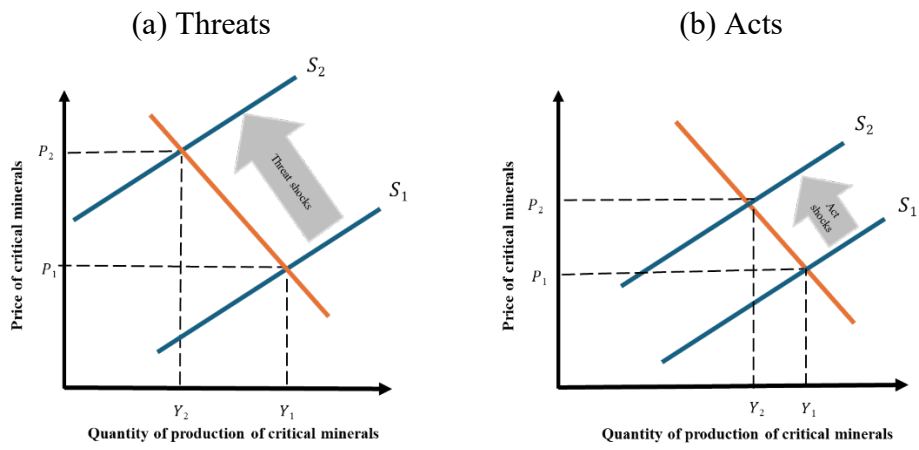 (a) Threats
S₂
Price of critical minerals
P₂
Threat shocks
S₁
P₁
Y₂
Y₁
Quantity of production of critical minerals
(b) Acts
S₂
Price of critical minerals
P₂
Act
shocks
S₁
P₁
Y₂
Y₁
Quantity of production of critical minerals